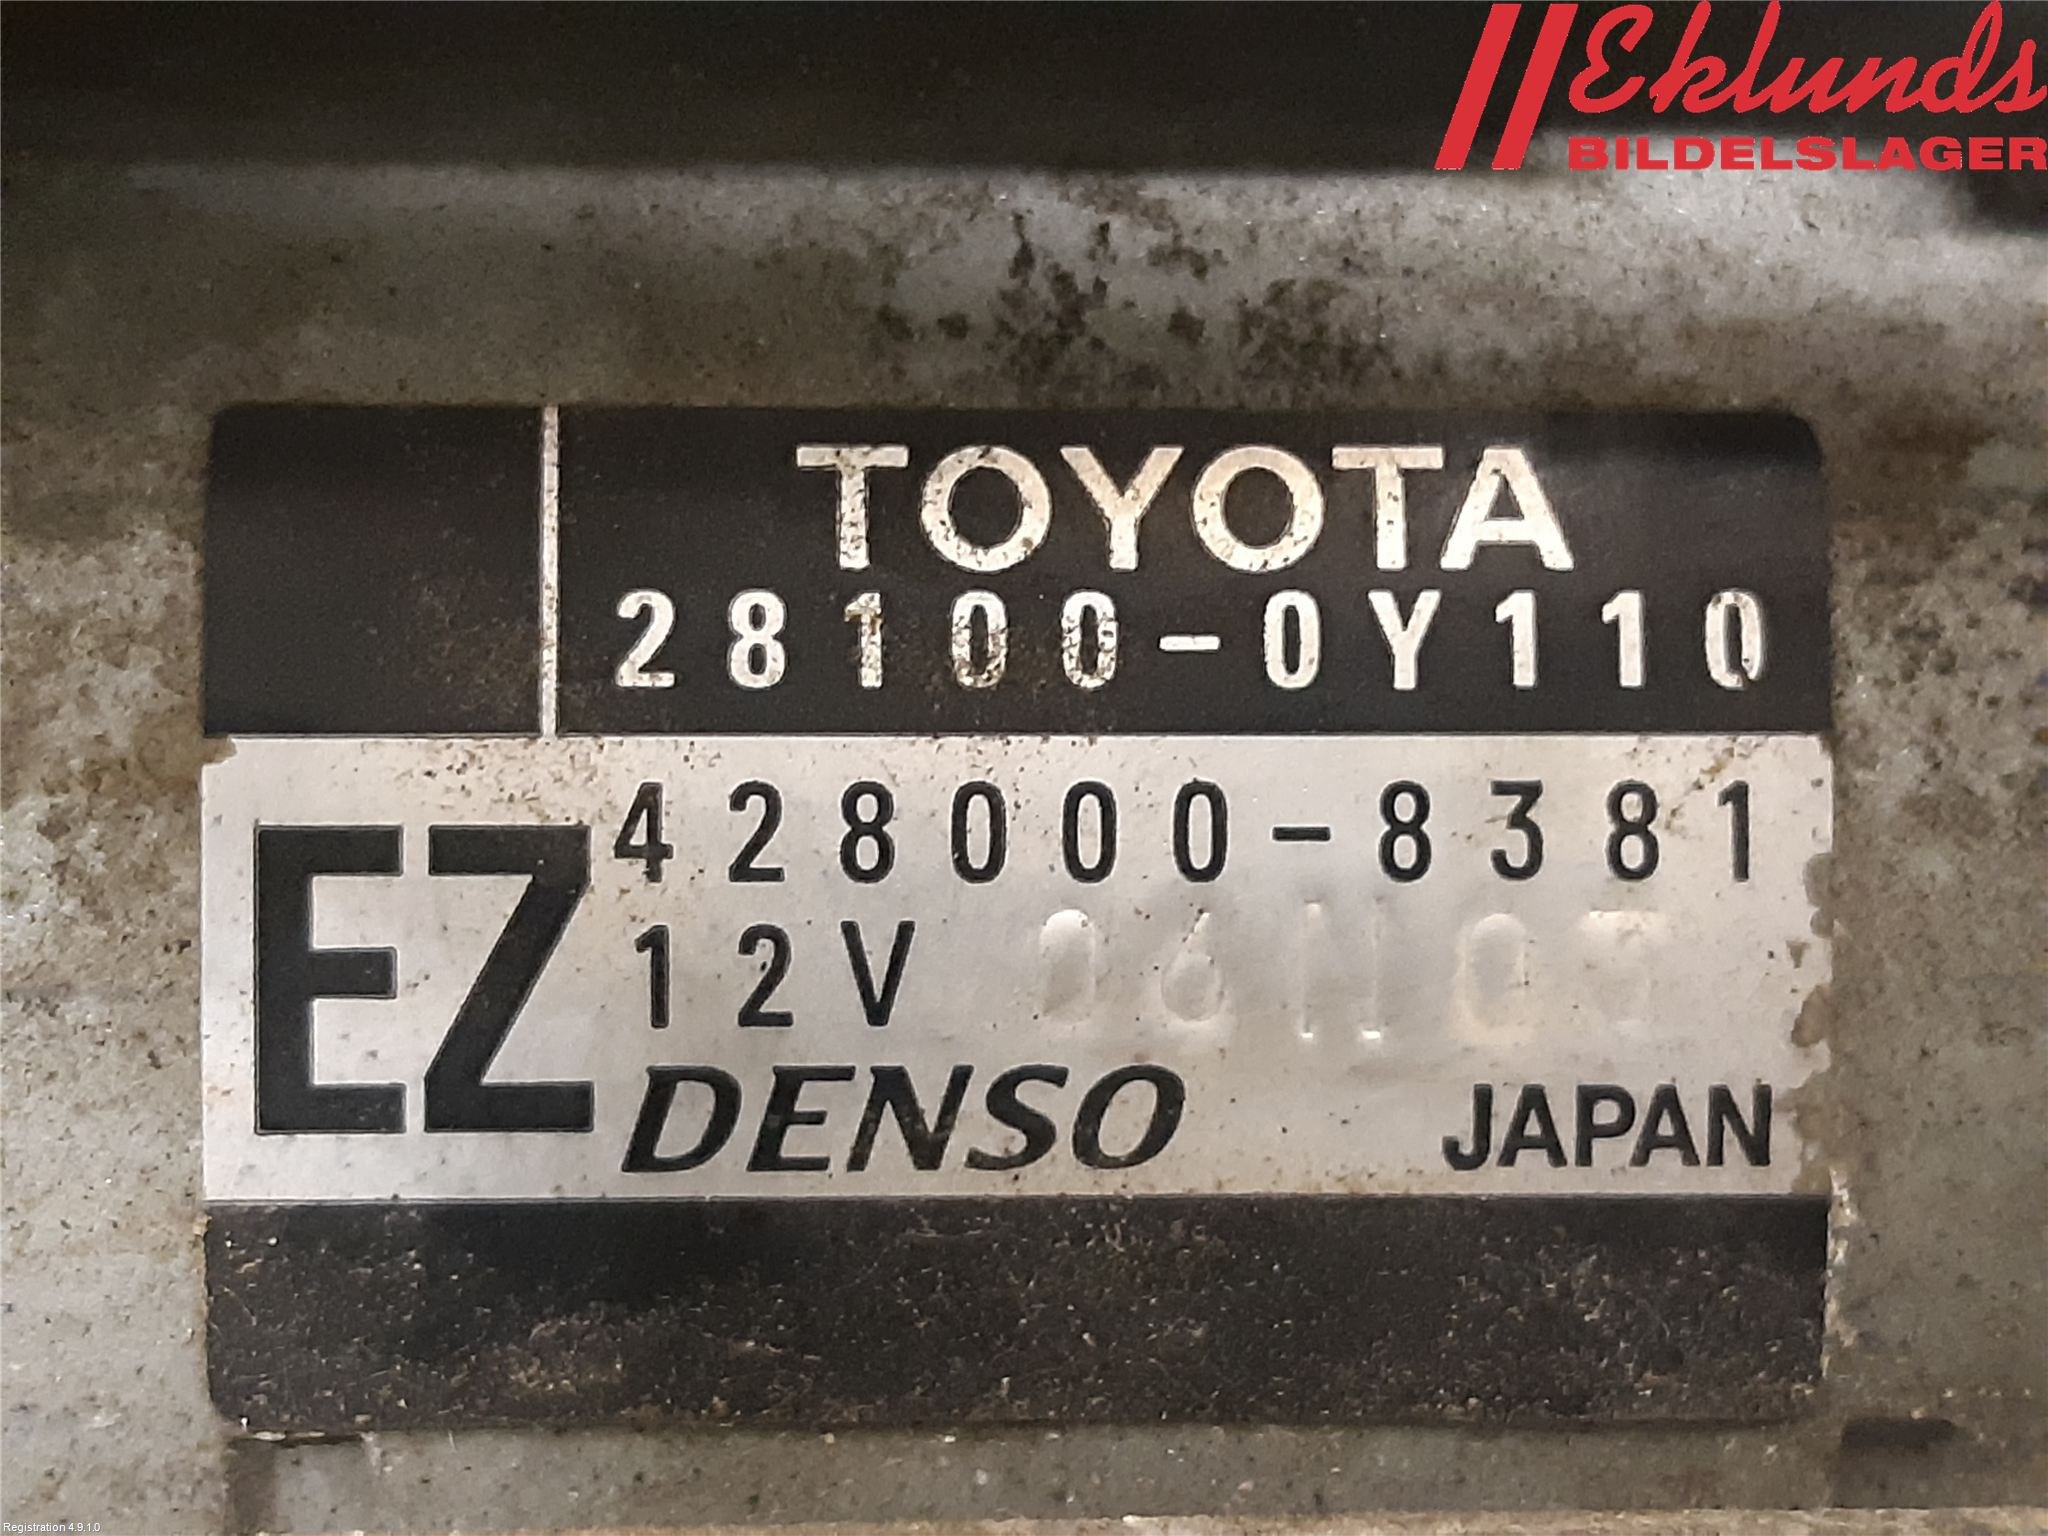 Eklunds
BILDELSLAGER
TOYOTA
28100-0Y110
EZ
428000-8381
12V
DENSO JAPAN
Registration 4.9.1.0